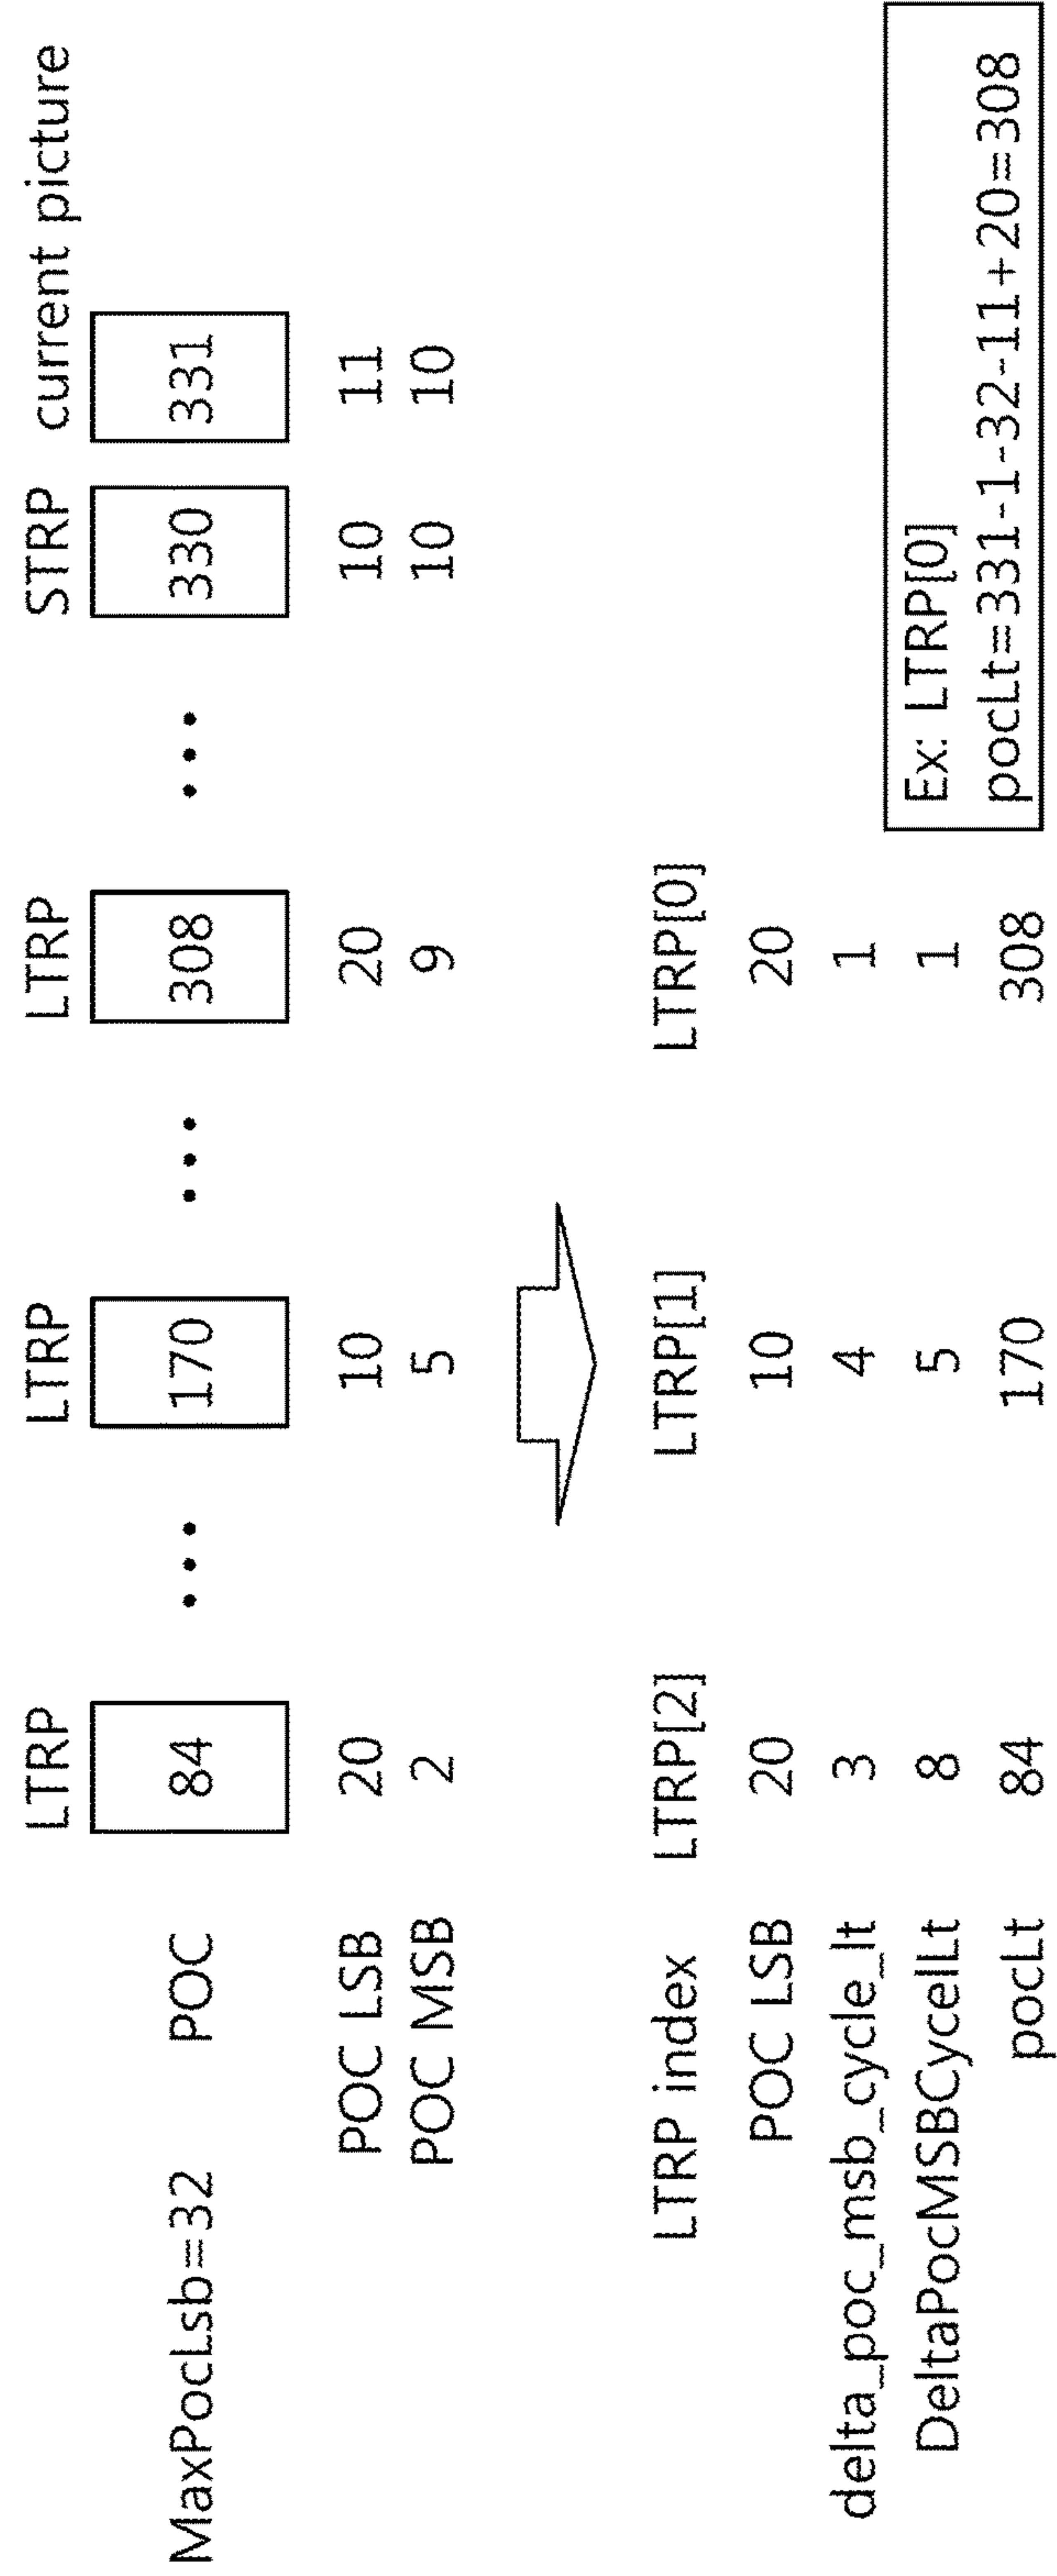 LTRP LTRP LTRP STRP current picture
MaxPocLsb=32 POC 84 ••• 170 ••• 308 ••• 330 331
POC LSB 20 10 20 10 11
POC MSB 2 5 9 10 10
LTRP index LTRP[2] LTRP[1] LTRP[0]
POC LSB 20 10 20
delta_poc_msb_cycle_lt 3 4 1
DeltaPocMSBCycelLt 8 5 1
pocLt 84 170 308
Ex: LTRP[0]
pocLt=331-1-32-11+20=308